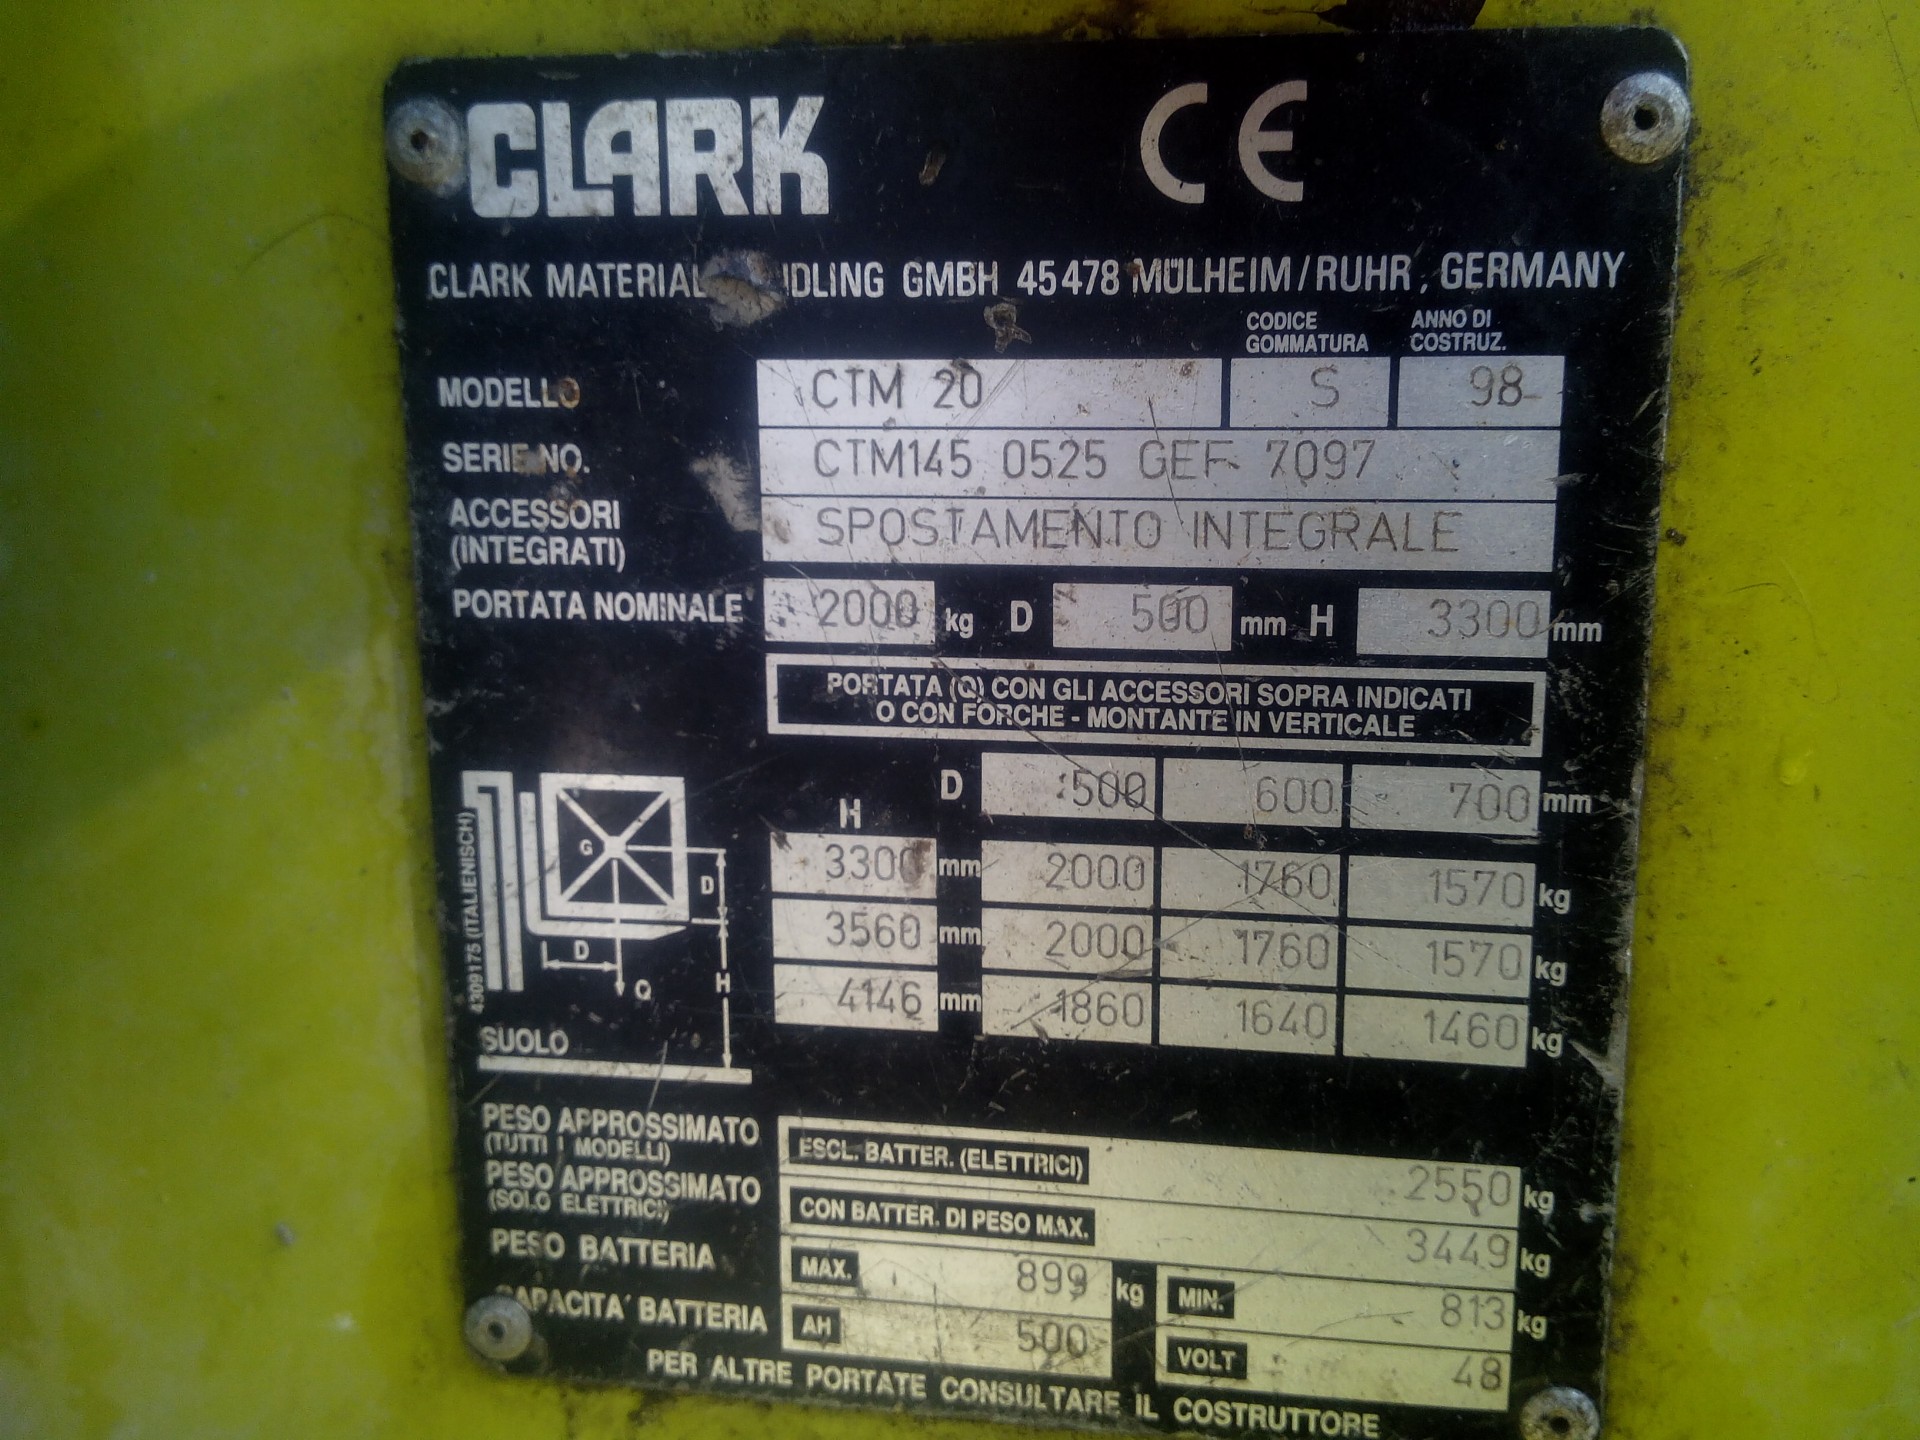 CLARK CE
CLARK MATERIAL GMBH 45478 MÜLHEIM/RUHR, GERMANY
CODICE GOMMATURA
ANNO DI COSTRUZ.
MODELLO CTM 20 S 98
SERIE NO. CTM145 0525 GEF 7097
ACCESSORI
(INTEGRATI) SPOSTAMENTO INTEGRALE
PORTATA NOMINALE 2000 kg D 500 mm H 3300 mm
PORTATA (Q) CON GLI ACCESSORI SOPRA INDICATI
O CON FORCHE - MONTANTE IN VERTICALE
H D 500 600 700 mm
3300 mm 2000 1760 1570 kg
3560 mm 2000 1760 1570 kg
4146 mm 1860 1640 1460 kg
G D D H Q
4309175 (ITALIENISCH)
SUOLO
PESO APPROSSIMATO
(TUTTI I MODELLI) ESCL. BATTER. (ELETTRICI) 2550 kg
PESO APPROSSIMATO
(SOLO ELETTRICI) CON BATTER. DI PESO MAX. 3449 kg
PESO BATTERIA MAX. 899 kg MIN. 813 kg
CAPACITA' BATTERIA AH 500 VOLT 48
PER ALTRE PORTATE CONSULTARE IL COSTRUTTORE